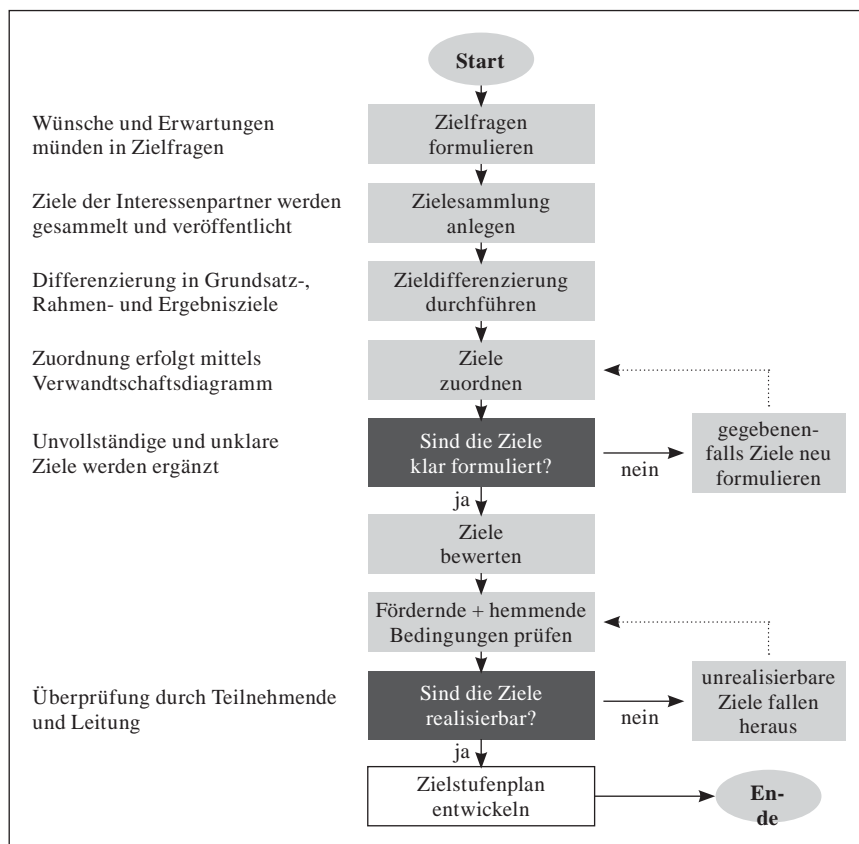 Start
Wünsche und Erwartungen
münden in Zielfragen
Zielfragen
formulieren
Ziele der Interessenpartner werden
gesammelt und veröffentlicht
Zielesammlung
anlegen
Differenzierung in Grundsatz-,
Rahmen- und Ergebnisziele
Zieldifferenzierung
durchführen
Zuordnung erfolgt mittels
Verwandtschaftsdiagramm
Ziele
zuordnen
Unvollständige und unklare
Ziele werden ergänzt
Sind die Ziele
klar formuliert?
nein
gegebenen-
falls Ziele neu
formulieren
ja
Ziele
bewerten
Fördernde + hemmende
Bedingungen prüfen
Überprüfung durch Teilnehmende
und Leitung
Sind die Ziele
realisierbar?
nein
unrealisierbare
Ziele fallen
heraus
ja
Zielstufenplan
entwickeln
En-
de